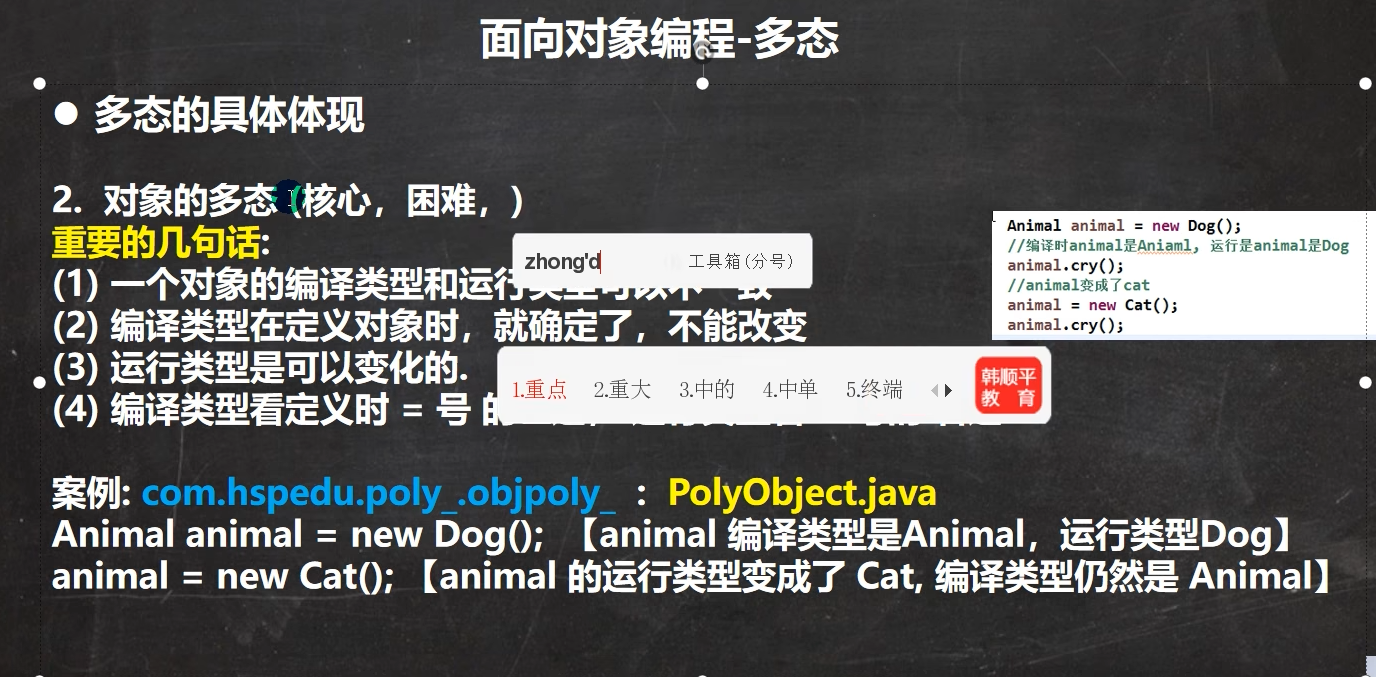 面向对象编程-多态
● 多态的具体体现
2. 对象的多态 (核心，困难，)
重要的几句话:
zhong'd
工具箱(分号)
(1) 一个对象的编译类型和运行类型可以不一致
(2) 编译类型在定义对象时，就确定了，不能改变
(3) 运行类型是可以变化的.
(4) 编译类型看定义时 = 号 的
1.重点 2.重大 3.中的 4.中单 5.终端
韩顺平
教 育
Animal animal = new Dog();
//编译时animal是Aniaml, 运行是animal是Dog
animal.cry();
//animal变成了cat
animal = new Cat();
animal.cry();
案例: com.hspedu.poly_.objpoly_ : PolyObject.java
Animal animal = new Dog(); 【animal 编译类型是Animal，运行类型Dog】
animal = new Cat(); 【animal 的运行类型变成了 Cat, 编译类型仍然是 Animal】